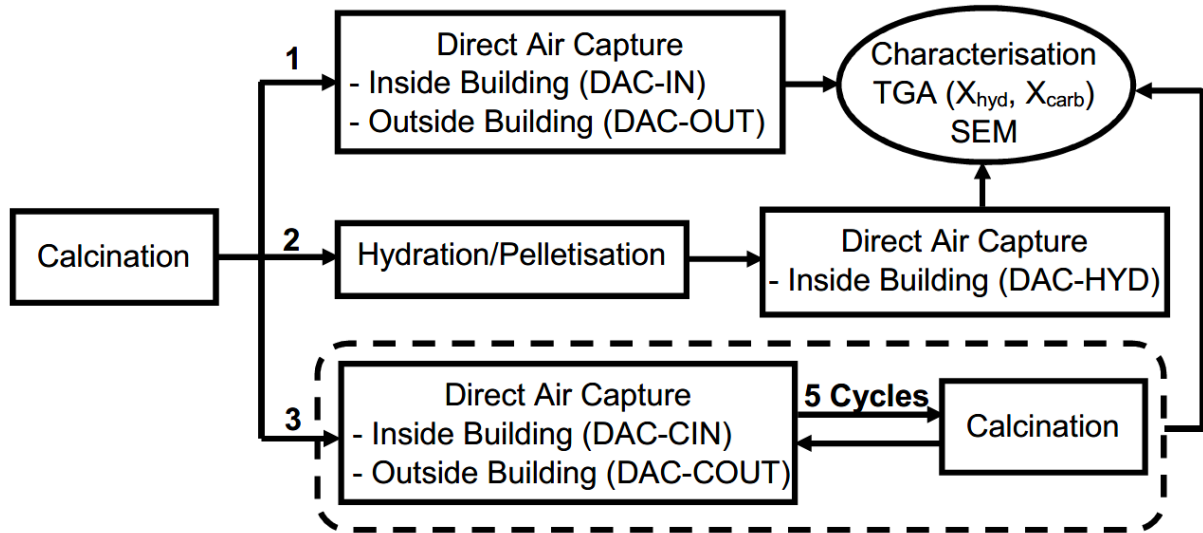 1
Direct Air Capture
- Inside Building (DAC-IN)
- Outside Building (DAC-OUT)
Characterisation
TGA (Xhyd, Xcarb)
SEM
Calcination
2
Hydration/Pelletisation
Direct Air Capture
- Inside Building (DAC-HYD)
3
Direct Air Capture
- Inside Building (DAC-CIN)
- Outside Building (DAC-COUT)
5 Cycles
Calcination